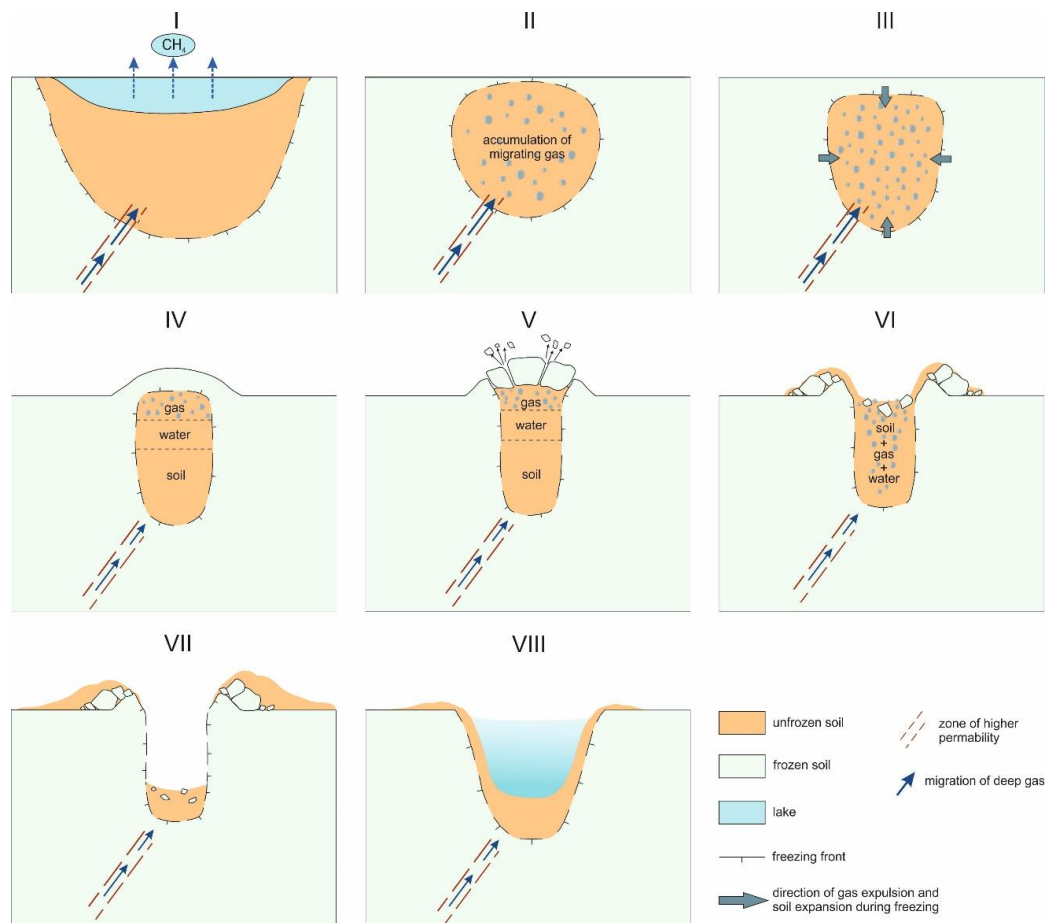 I
II
III
CH4
accumulation of
migrating gas
IV
V
VI
gas
water
soil
gas
water
soil
soil
+
gas
+
water
VII
VIII
unfrozen soil
frozen soil
lake
freezing front
direction of gas expulsion and
soil expansion during freezing
zone of higher
permability
migration of deep gas